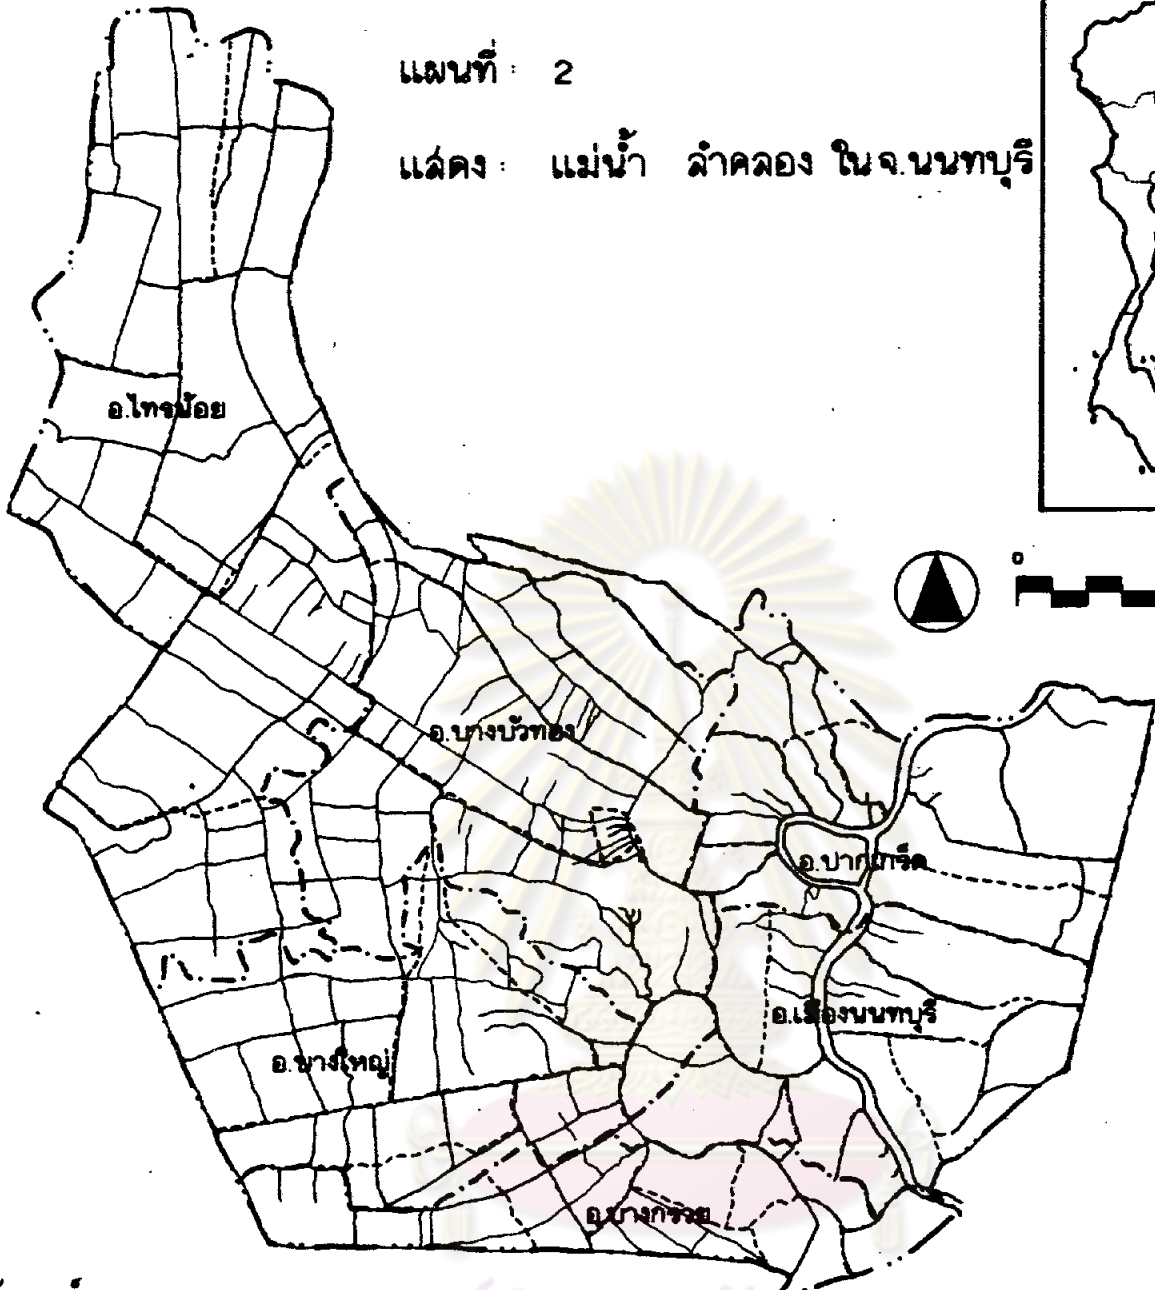 แผนที่ : 2
แสดง : แม่น้ำ ลำคลอง ในจ.นนทบุรี
0
อ.ไทรน้อย
อ.บางบัวทอง
อ.ปากเกร็ด
อ.เมืองนนทบุรี
อ.บางใหญ่
อ.บางกรวย